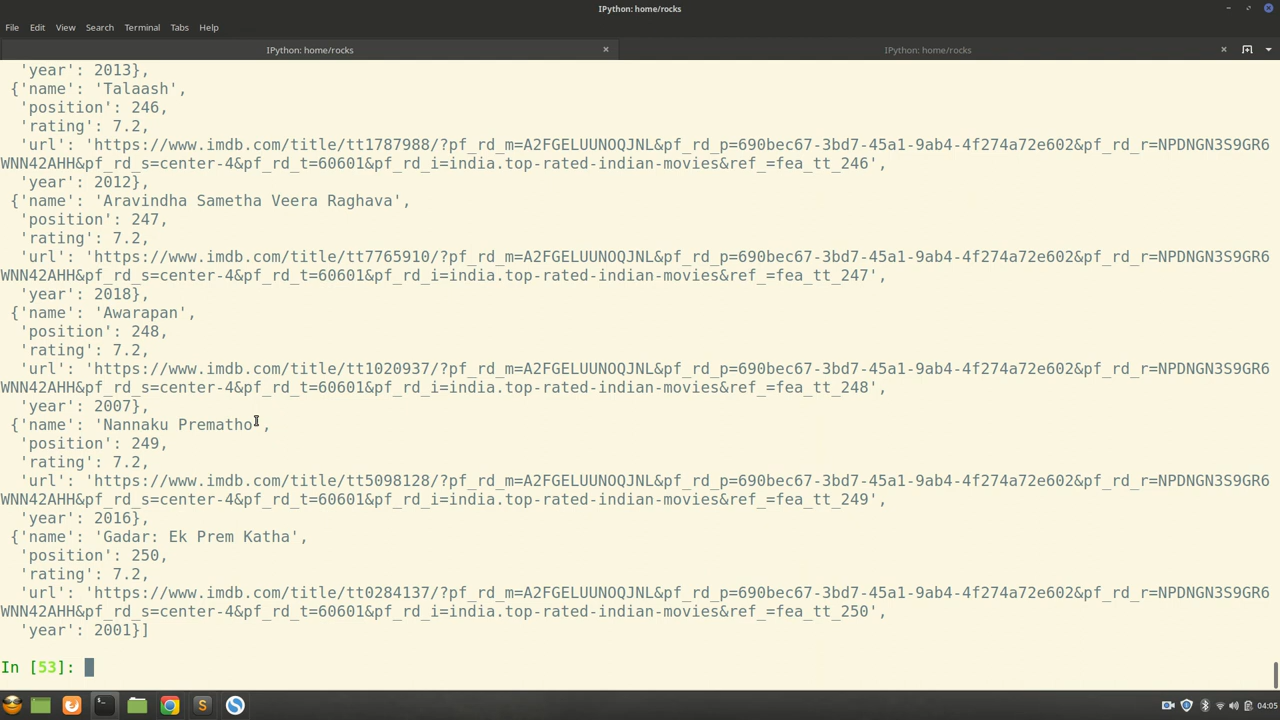 IPython: home/rocks
File Edit View Search Terminal Tabs Help
IPython: home/rocks IPython: home/rocks
'year': 2013},
{'name': 'Talaash',
'position': 246,
'rating': 7.2,
'url': 'https://www.imdb.com/title/tt1787988/?pf_rd_m=A2FGELUUNOQJNL&pf_rd_p=690bec67-3bd7-45a1-9ab4-4f274a72e602&pf_rd_r=NPDNGN3S9GR6
WNN42AHH&pf_rd_s=center-4&pf_rd_t=60601&pf_rd_i=india.top-rated-indian-movies&ref_=fea_tt_246',
'year': 2012},
{'name': 'Aravindha Sametha Veera Raghava',
'position': 247,
'rating': 7.2,
'url': 'https://www.imdb.com/title/tt7765910/?pf_rd_m=A2FGELUUNOQJNL&pf_rd_p=690bec67-3bd7-45a1-9ab4-4f274a72e602&pf_rd_r=NPDNGN3S9GR6
WNN42AHH&pf_rd_s=center-4&pf_rd_t=60601&pf_rd_i=india.top-rated-indian-movies&ref_=fea_tt_247',
'year': 2018},
{'name': 'Awarapan',
'position': 248,
'rating': 7.2,
'url': 'https://www.imdb.com/title/tt1020937/?pf_rd_m=A2FGELUUNOQJNL&pf_rd_p=690bec67-3bd7-45a1-9ab4-4f274a72e602&pf_rd_r=NPDNGN3S9GR6
WNN42AHH&pf_rd_s=center-4&pf_rd_t=60601&pf_rd_i=india.top-rated-indian-movies&ref_=fea_tt_248',
'year': 2007},
{'name': 'Nannaku Prematho',
'position': 249,
'rating': 7.2,
'url': 'https://www.imdb.com/title/tt5098128/?pf_rd_m=A2FGELUUNOQJNL&pf_rd_p=690bec67-3bd7-45a1-9ab4-4f274a72e602&pf_rd_r=NPDNGN3S9GR6
WNN42AHH&pf_rd_s=center-4&pf_rd_t=60601&pf_rd_i=india.top-rated-indian-movies&ref_=fea_tt_249',
'year': 2016},
{'name': 'Gadar: Ek Prem Katha',
'position': 250,
'rating': 7.2,
'url': 'https://www.imdb.com/title/tt0284137/?pf_rd_m=A2FGELUUNOQJNL&pf_rd_p=690bec67-3bd7-45a1-9ab4-4f274a72e602&pf_rd_r=NPDNGN3S9GR6
WNN42AHH&pf_rd_s=center-4&pf_rd_t=60601&pf_rd_i=india.top-rated-indian-movies&ref_=fea_tt_250',
'year': 2001}]
In [53]:
04:05